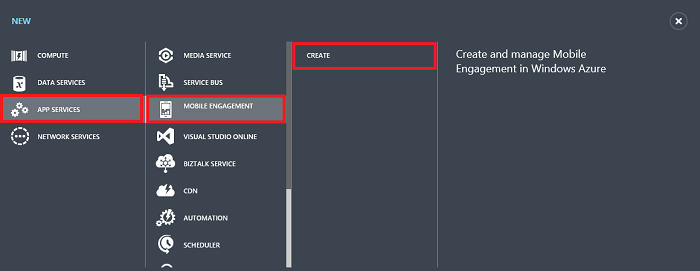 NEW
COMPUTE
DATA SERVICES
APP SERVICES
NETWORK SERVICES
MEDIA SERVICE
SERVICE BUS
MOBILE ENGAGEMENT
VISUAL STUDIO ONLINE
BIZTALK SERVICE
CDN
AUTOMATION
SCHEDULER
CREATE
Create and manage Mobile
Engagement in Windows Azure